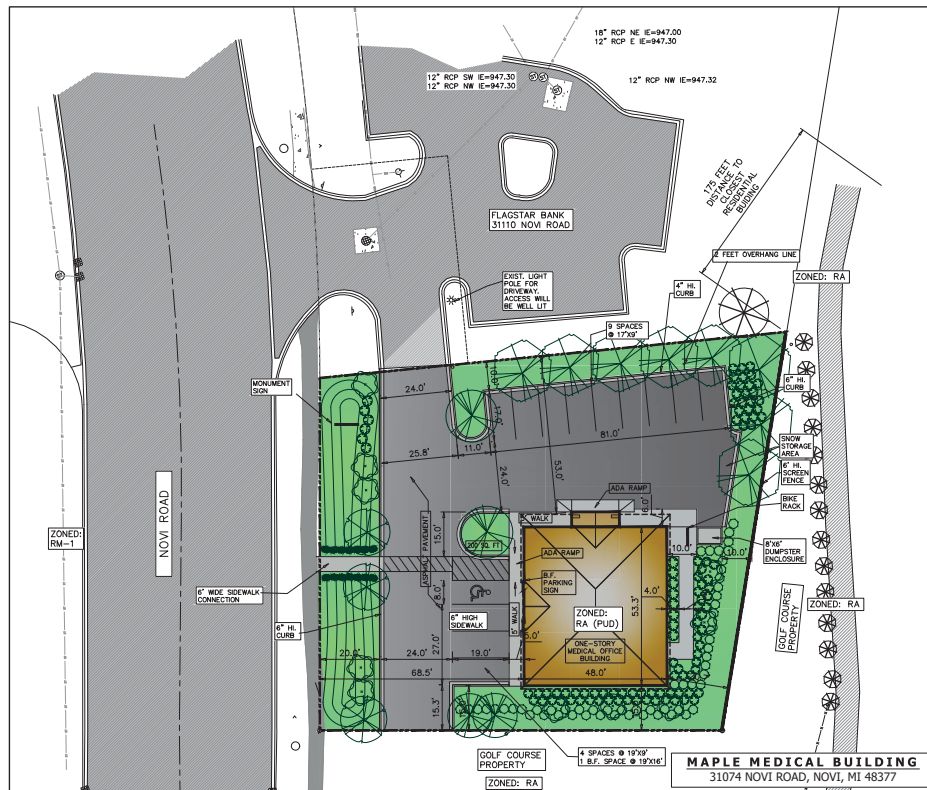 18" RCP NE IE=947.00
12" RCP E IE=947.30
12" RCP SW IE=947.30
12" RCP NW IE=947.30
12" RCP NW IE=947.32
175 FEET
DISTANCE TO
CLOSEST
RESIDENTIAL
BUIDING
FLAGSTAR BANK
31110 NOVI ROAD
2 FEET OVERHANG LINE
ZONED: RA
EXIST. LIGHT
POLE FOR
DRIVEWAY.
ACCESS WIILL
BE WELL LIT
4" HI.
CURB
9 SPACES
@ 17'X9'
MONUMENT
SIGN
24.0'
10.0'
17.0'
6" HI.
CURB
81.0'
11.0'
25.8'
24.0'
53.0'
SNOW
STORAGE
AREA
6' HI.
SCREEN
FENCE
BIKE
RACK
ADA RAMP
6.0'
NOVI ROAD
ZONED:
RM-1
5' WALK
15.0'
200 SQ. FT.
ADA RAMP
ASPHALT PAVEMENT
10.0'
10.0'
8'X6'
DUMPSTER
ENCLOSURE
B.F.
PARKING
SIGN
6" WIDE SIDEWALK
CONNECTION
8.0'
4.0'
53.3'
ZONED:
RA (PUD)
ZONED: RA
GOLF COURSE
PROPERTY
6" HIGH
SIDEWALK
5' WALK
6" HI.
CURB
27.0'
5.0'
ONE-STORY
MEDICAL OFFICE
BUILDING
20.0'
24.0'
19.0'
68.5'
48.0'
15.3'
GOLF COURSE
PROPERTY
4 SPACES @ 19'X9'
1 B.F. SPACE @ 19'X16'
ZONED: RA
MAPLE MEDICAL BUILDING
31074 NOVI ROAD, NOVI, MI 48377